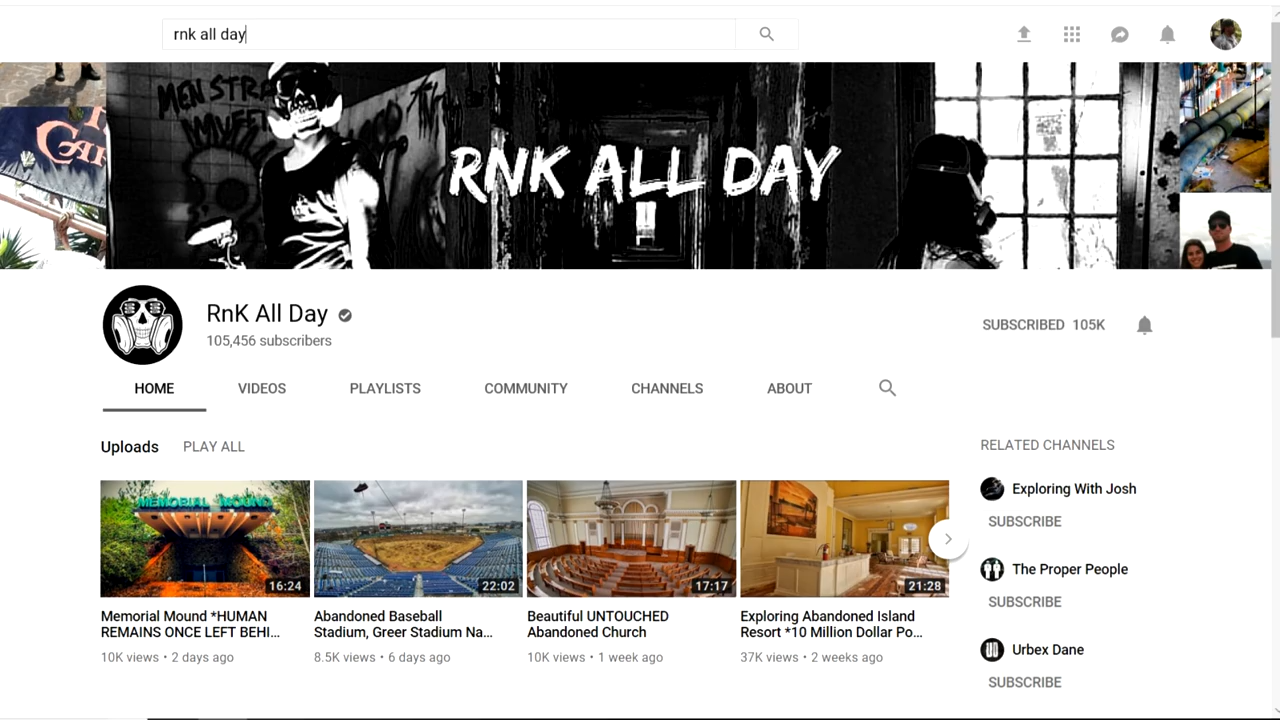 rnk all day
MEN STRA
RNK ALL DAY
RnK All Day
105,456 subscribers
SUBSCRIBED 105K
HOME VIDEOS PLAYLISTS COMMUNITY CHANNELS ABOUT
Uploads PLAY ALL
MEMORIAL MOUND
16:24
22:02
17:17
21:28
Memorial Mound *HUMAN
REMAINS ONCE LEFT BEHI...
10K views • 2 days ago
Abandoned Baseball
Stadium, Greer Stadium Na...
8.5K views • 6 days ago
Beautiful UNTOUCHED
Abandoned Church
10K views • 1 week ago
Exploring Abandoned Island
Resort *10 Million Dollar Po...
37K views • 2 weeks ago
RELATED CHANNELS
Exploring With Josh
SUBSCRIBE
The Proper People
SUBSCRIBE
Urbex Dane
SUBSCRIBE